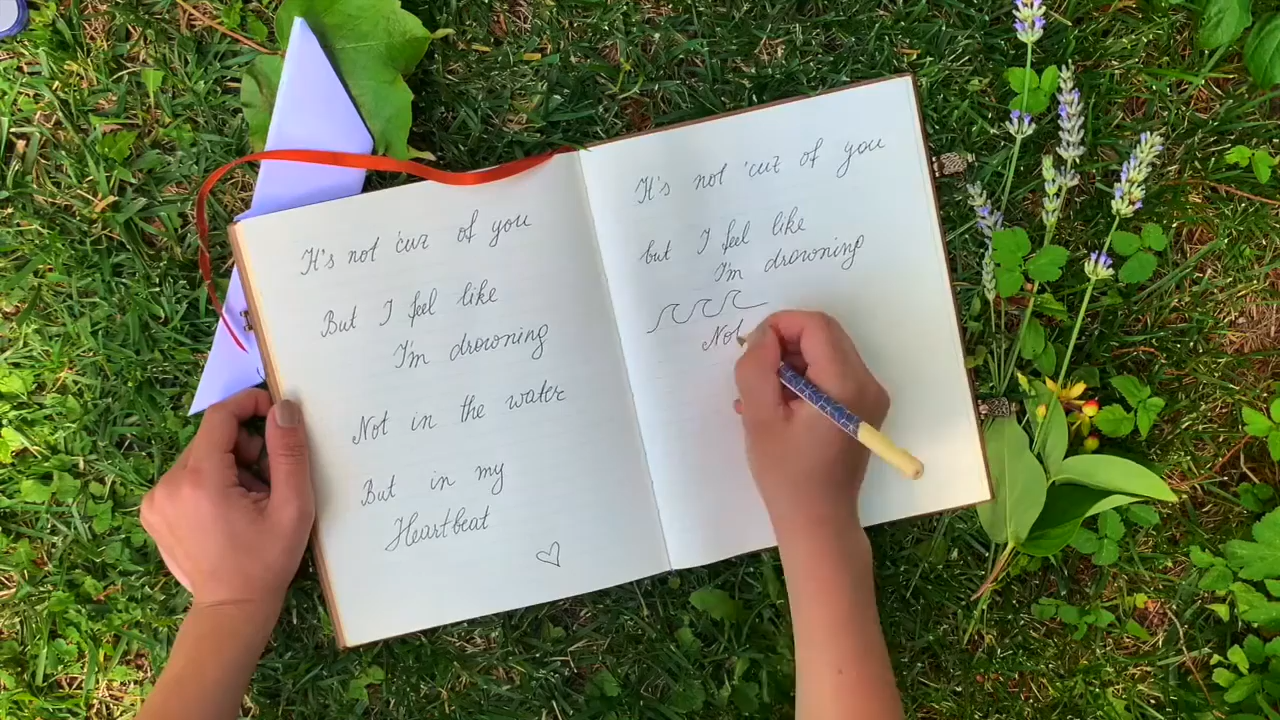 It's not 'cuz of you
But I feel like
I'm drowning
Not in the water
But in my
Heartbeat
It's not 'cuz of you
but I feel like
I'm drowning
Not